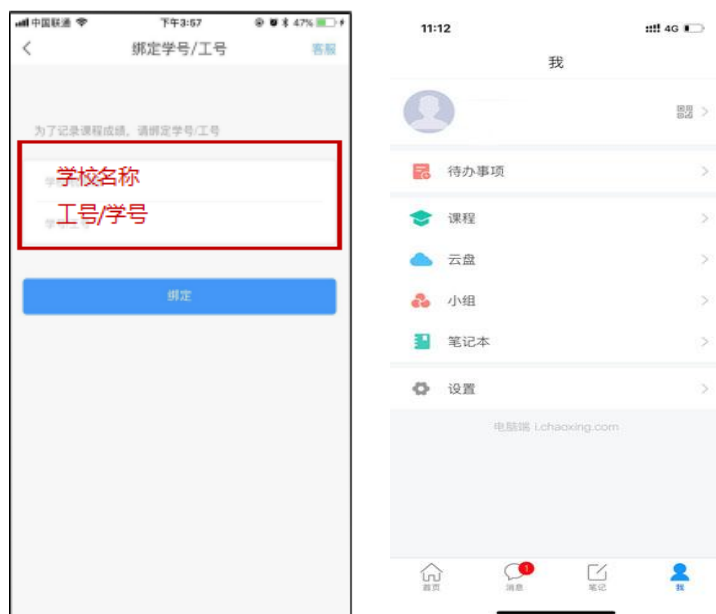 中国联通 下午3:57 47%
绑定学号/工号 客服
为了记录课程成绩，请绑定学号/工号
学校名称
工号/学号
绑定
11:12 4G
我
待办事项
课程
云盘
小组
笔记本
设置
电脑端 i.chaoxing.com
首页 消息 1 笔记 我